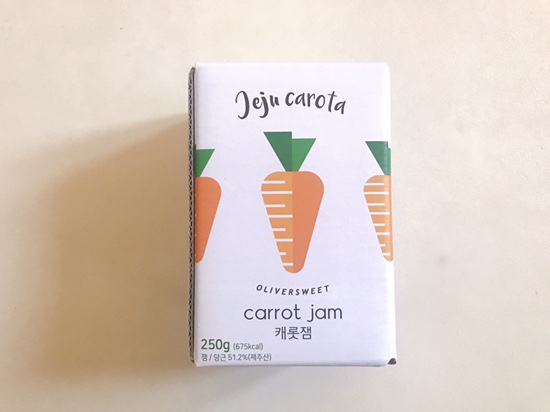 Jeju carota
OLIVERSWEET
carrot jam
캐롯잼
250g (675kcal)
잼 / 당근 51.2%(제주산)